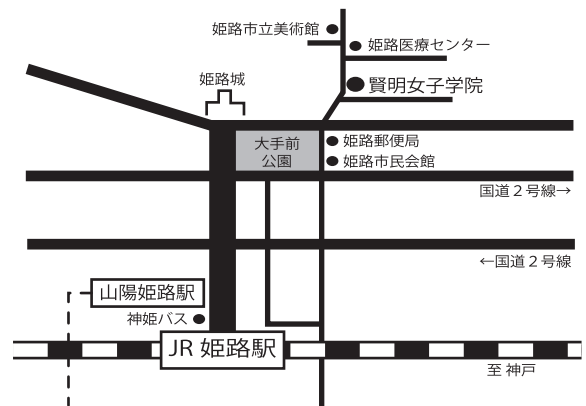 姫路市立美術館
姫路医療センター
姫路城
賢明女子学院
大手前
公園
姫路郵便局
姫路市民会館
国道2号線→
←国道2号線
山陽姫路駅
神姫バス
JR 姫路駅
至 神戸